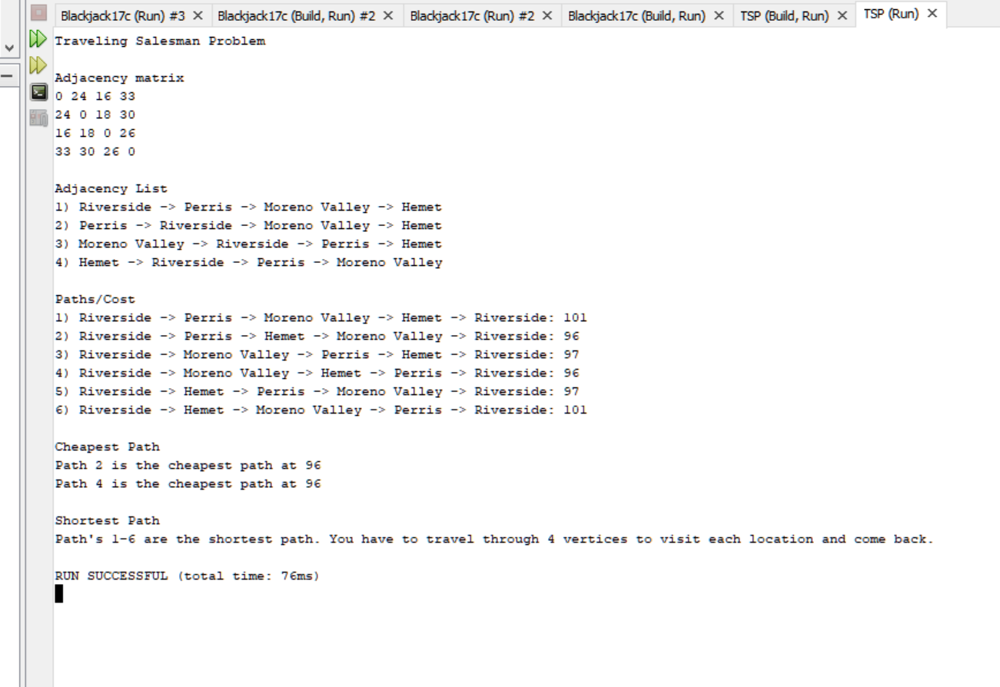 Blackjack17c (Run) #3 × Blackjack17c (Build, Run) #2 × Blackjack17c (Run) #2 × Blackjack17c (Build, Run) × TSP (Build, Run) × TSP (Run) ×
Traveling Salesman Problem
Adjacency matrix
0 24 16 33
24 0 18 30
16 18 0 26
33 30 26 0
Adjacency List
1) Riverside -> Perris -> Moreno Valley -> Hemet
2) Perris -> Riverside -> Moreno Valley -> Hemet
3) Moreno Valley -> Riverside -> Perris -> Hemet
4) Hemet -> Riverside -> Perris -> Moreno Valley
Paths/Cost
1) Riverside -> Perris -> Moreno Valley -> Hemet -> Riverside: 101
2) Riverside -> Perris -> Hemet -> Moreno Valley -> Riverside: 96
3) Riverside -> Moreno Valley -> Perris -> Hemet -> Riverside: 97
4) Riverside -> Moreno Valley -> Hemet -> Perris -> Riverside: 96
5) Riverside -> Hemet -> Perris -> Moreno Valley -> Riverside: 97
6) Riverside -> Hemet -> Moreno Valley -> Perris -> Riverside: 101
Cheapest Path
Path 2 is the cheapest path at 96
Path 4 is the cheapest path at 96
Shortest Path
Path's 1-6 are the shortest path. You have to travel through 4 vertices to visit each location and come back.
RUN SUCCESSFUL (total time: 76ms)